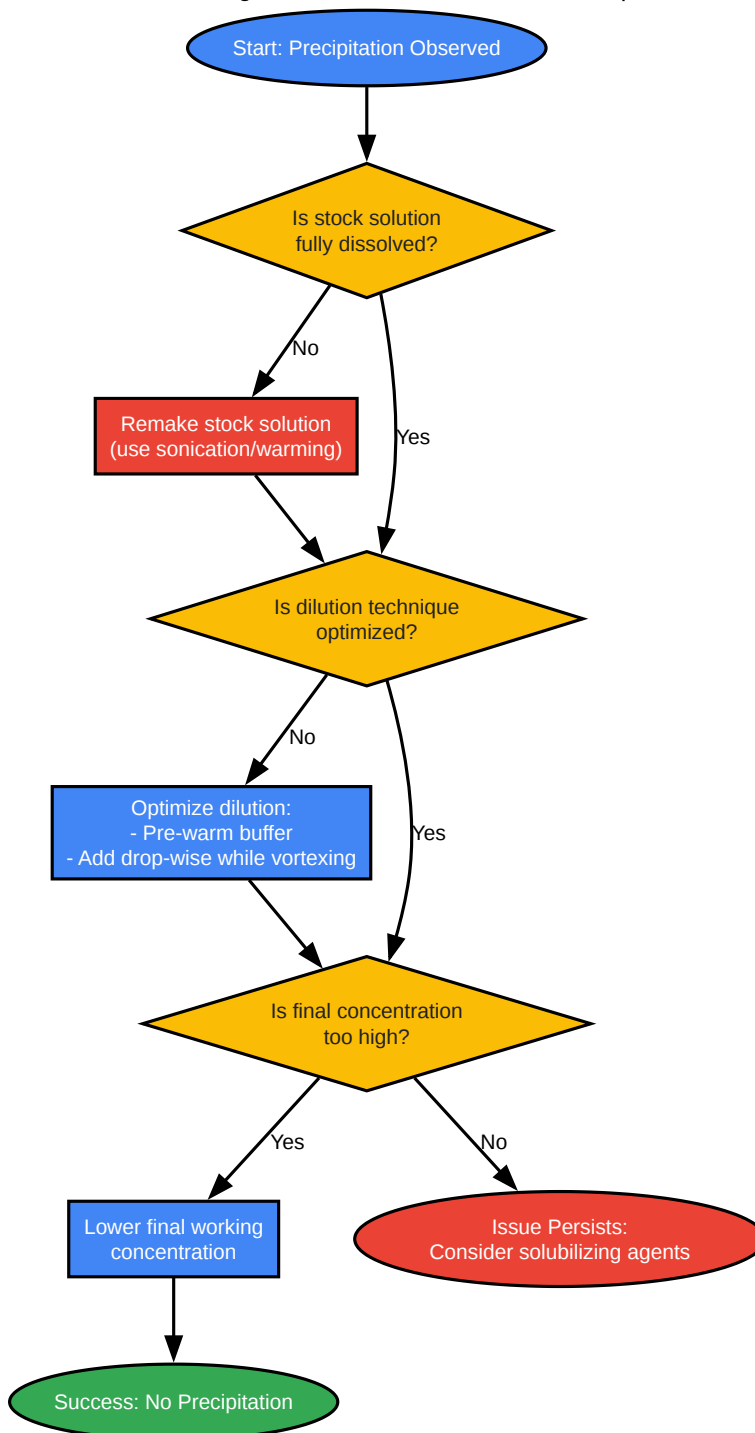 Start: Precipitation Observed
Is stock solution
fully dissolved?
No
Remake stock solution
(use sonication/warming)
Yes
Is dilution technique
optimized?
No
Optimize dilution:
- Pre-warm buffer
- Add drop-wise while vortexing
Yes
Is final concentration
too high?
Yes
No
Lower final working
concentration
Issue Persists:
Consider solubilizing agents
Success: No Precipitation